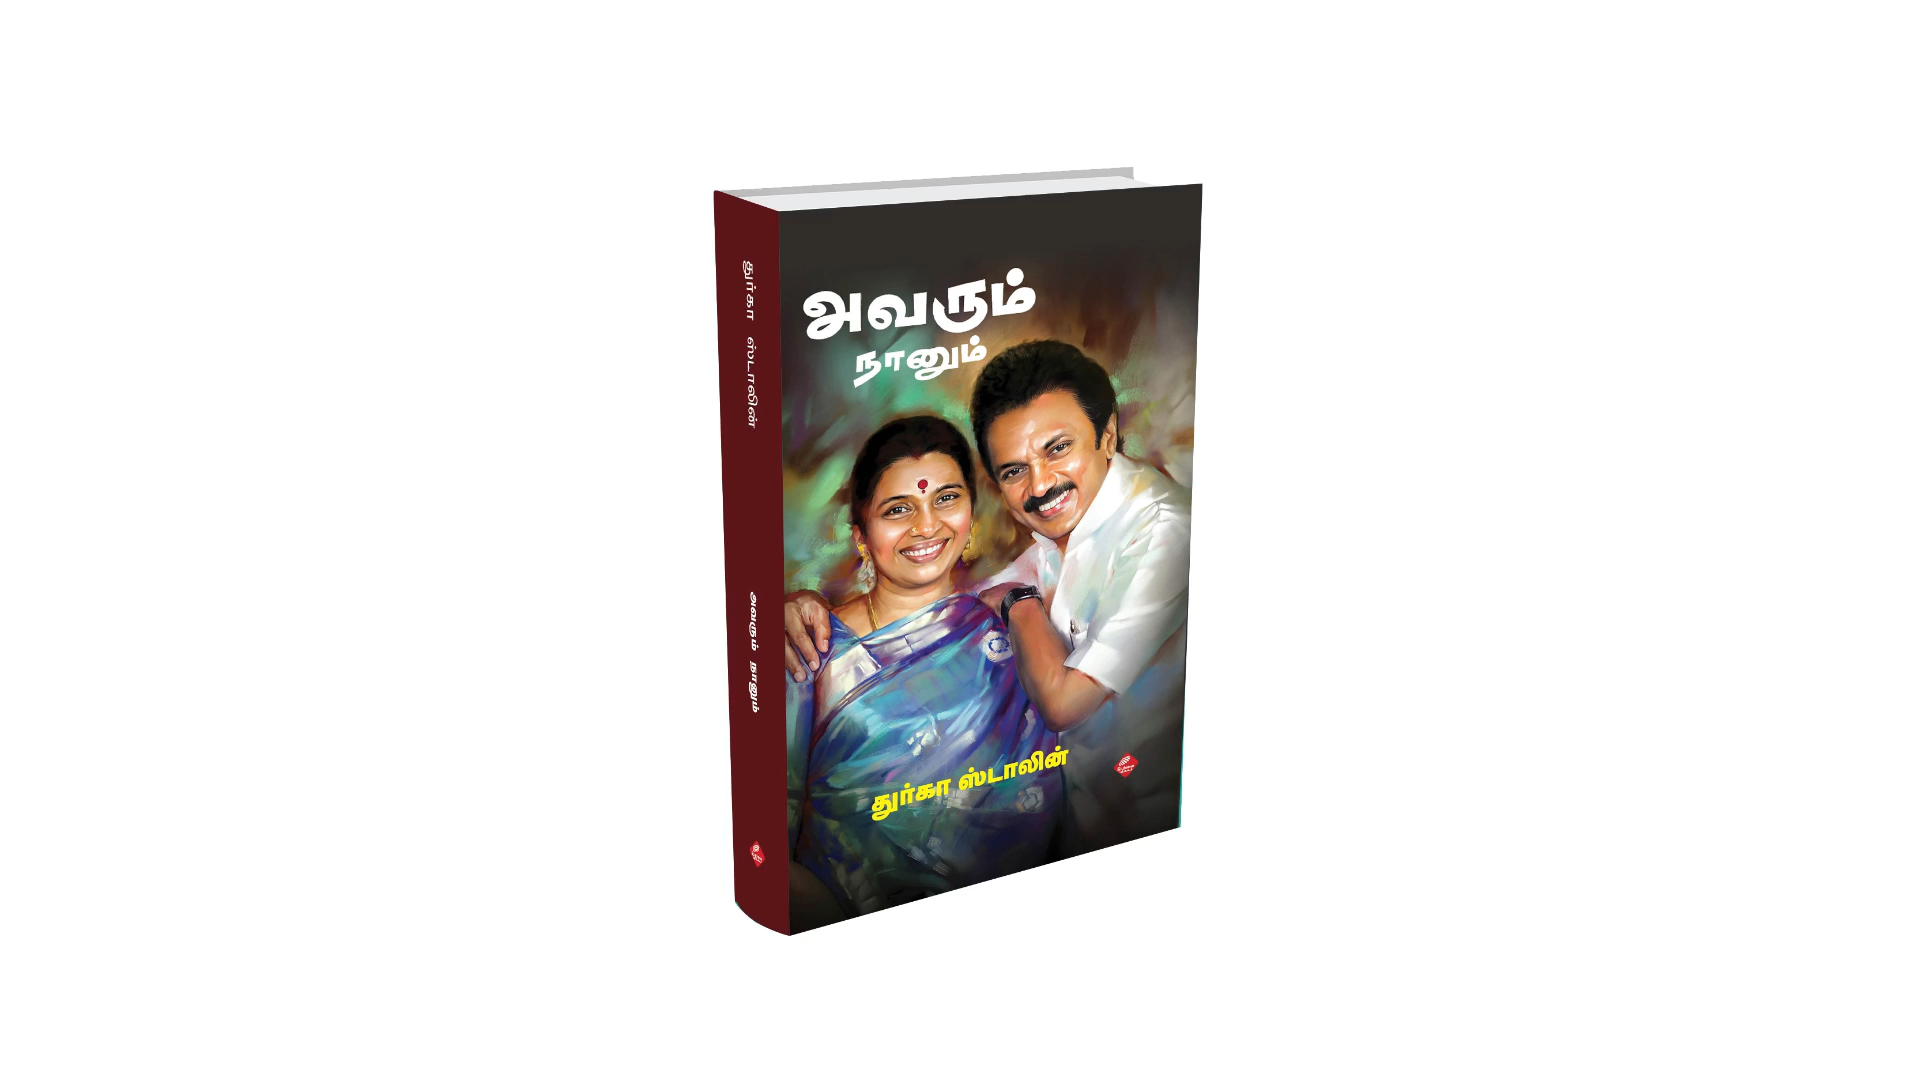 அவரும்
நானும்
துர்கா ஸ்டாலின்
துர்கா ஸ்டாலின்
அவரும் நானும்